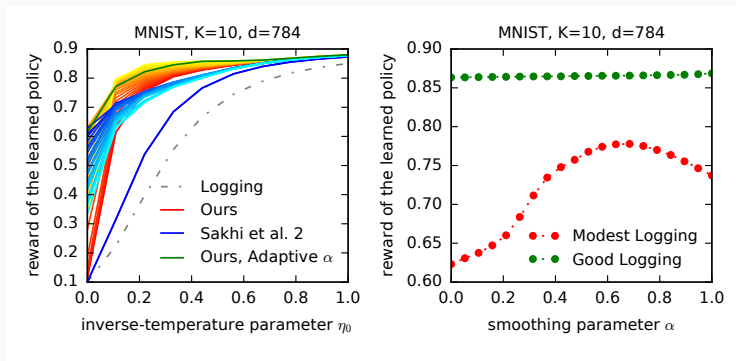 MNIST, K=10, d=784
0.9
0.8
0.7
0.6
0.5
0.4
0.3
0.2
0.1
0.0 0.2 0.4 0.6 0.8 1.0
reward of the learned policy
inverse-temperature parameter η₀
Logging
Ours
Sakhi et al. 2
Ours, Adaptive α
MNIST, K=10, d=784
0.90
0.85
0.80
0.75
0.70
0.65
0.60
0.0 0.2 0.4 0.6 0.8 1.0
reward of the learned policy
smoothing parameter α
Modest Logging
Good Logging